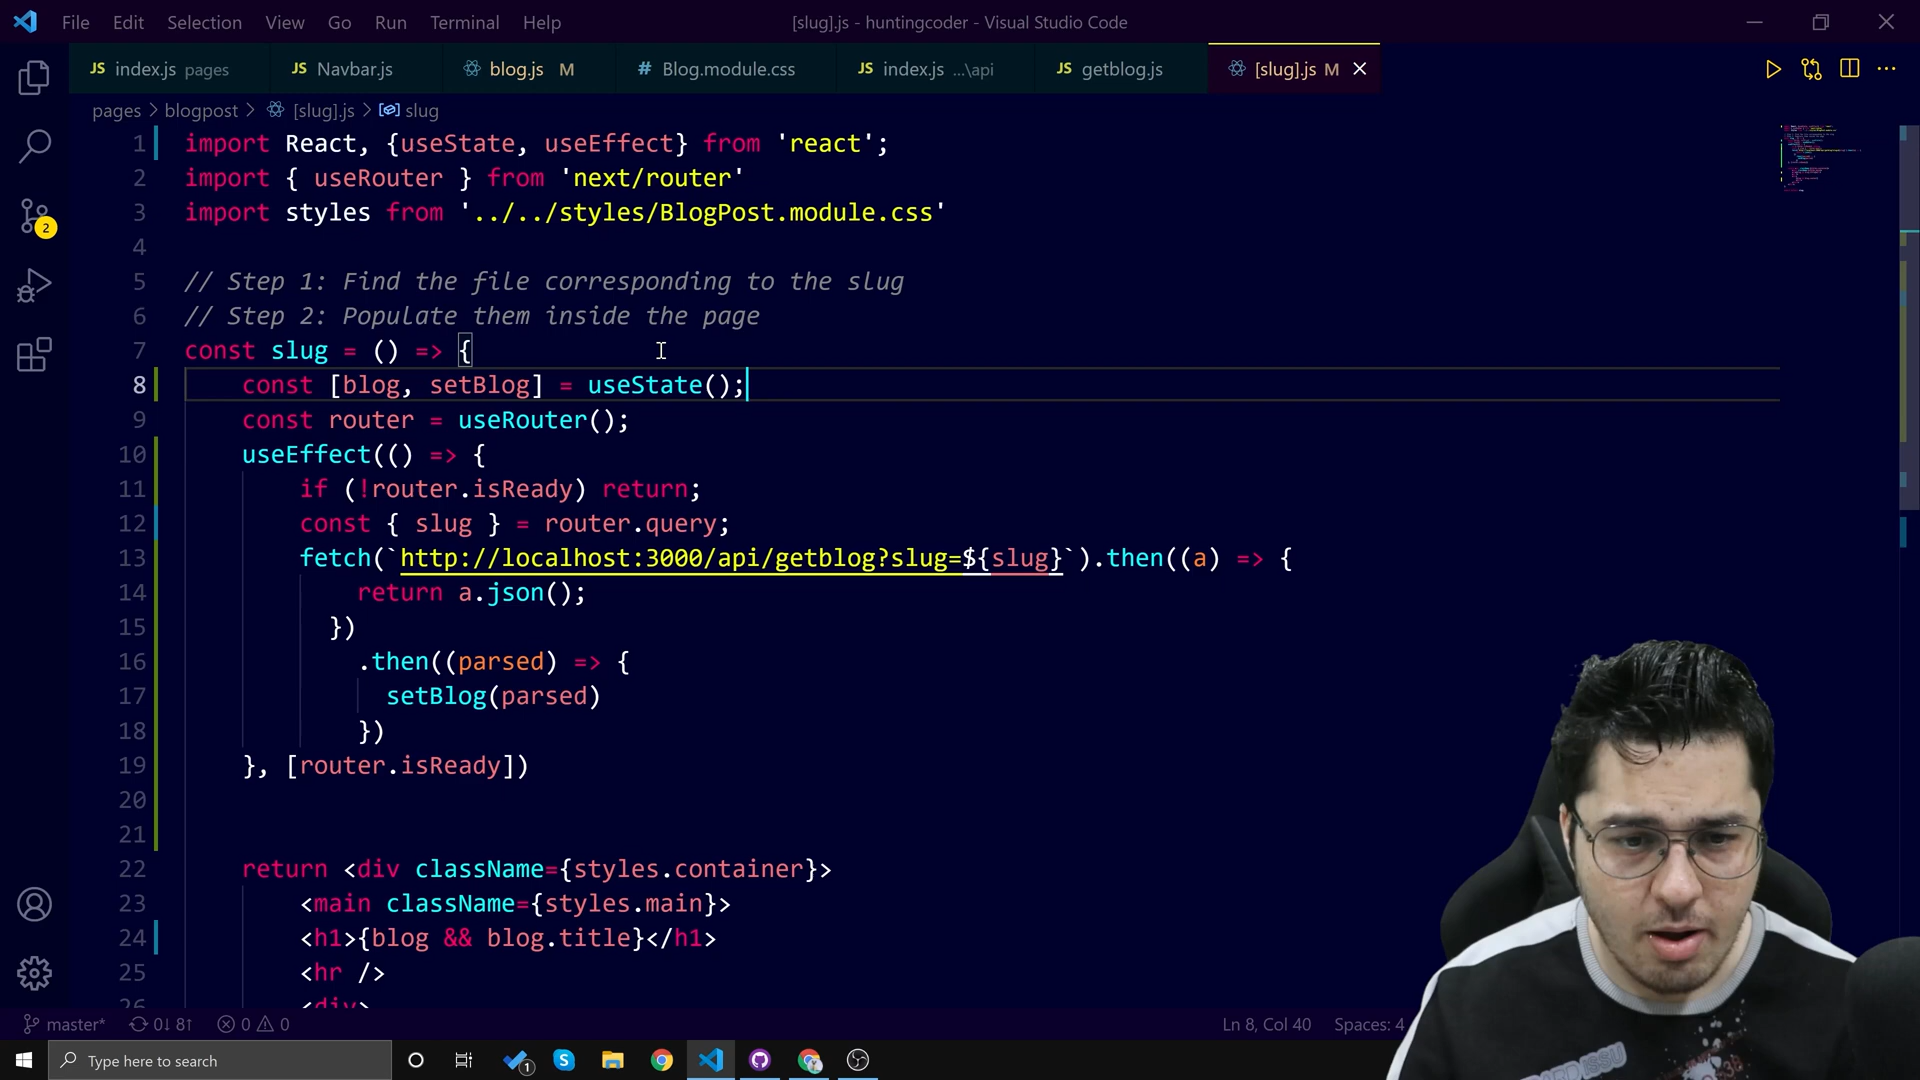 File Edit Selection View Go Run Terminal Help [slug].js - huntingcoder - Visual Studio Code
JS index.js pages JS Navbar.js blog.js M # Blog.module.css JS index.js ...\api JS getblog.js [slug].js M
pages > blogpost > [slug].js > slug
1 import React, {useState, useEffect} from 'react';
2 import { useRouter } from 'next/router'
3 import styles from '../../styles/BlogPost.module.css'
4
5 // Step 1: Find the file corresponding to the slug
6 // Step 2: Populate them inside the page
7 const slug = () => {
8 const [blog, setBlog] = useState();
9 const router = useRouter();
10 useEffect(() => {
11 if (!router.isReady) return;
12 const { slug } = router.query;
13 fetch(`http://localhost:3000/api/getblog?slug=${slug}`).then((a) => {
14 return a.json();
15 })
16 .then((parsed) => {
17 setBlog(parsed)
18 })
19 }, [router.isReady])
20
21
22 return <div className={styles.container}>
23 <main className={styles.main}>
24 <h1>{blog && blog.title}</h1>
25 <hr />
26 <div>
2
master* 0↓ 8↑ 0 0 Ln 8, Col 40 Spaces: 4
Type here to search 1